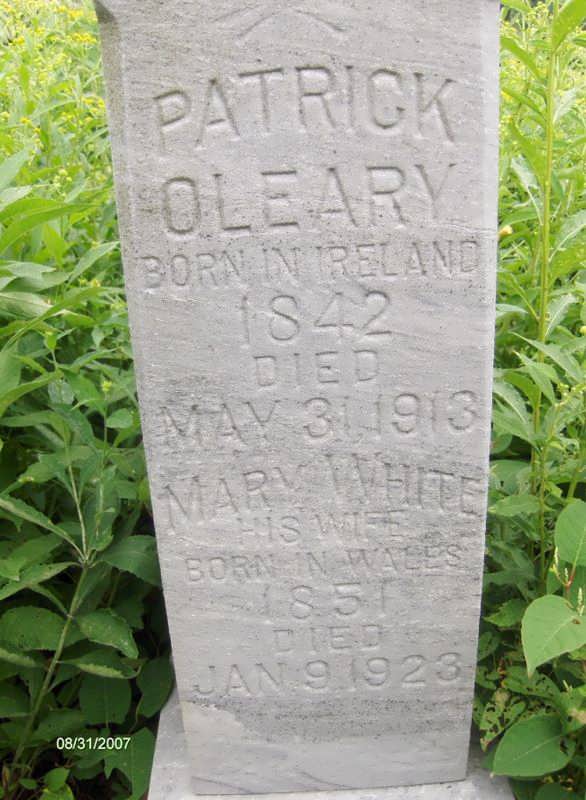 PATRICK
OLEARY
BORN IN IRELAND
1842
DIED
MAY 31, 1913
MARY WHITE
HIS WIFE
BORN IN WALES
1851
DIED
JAN 9, 1923
08/31/2007